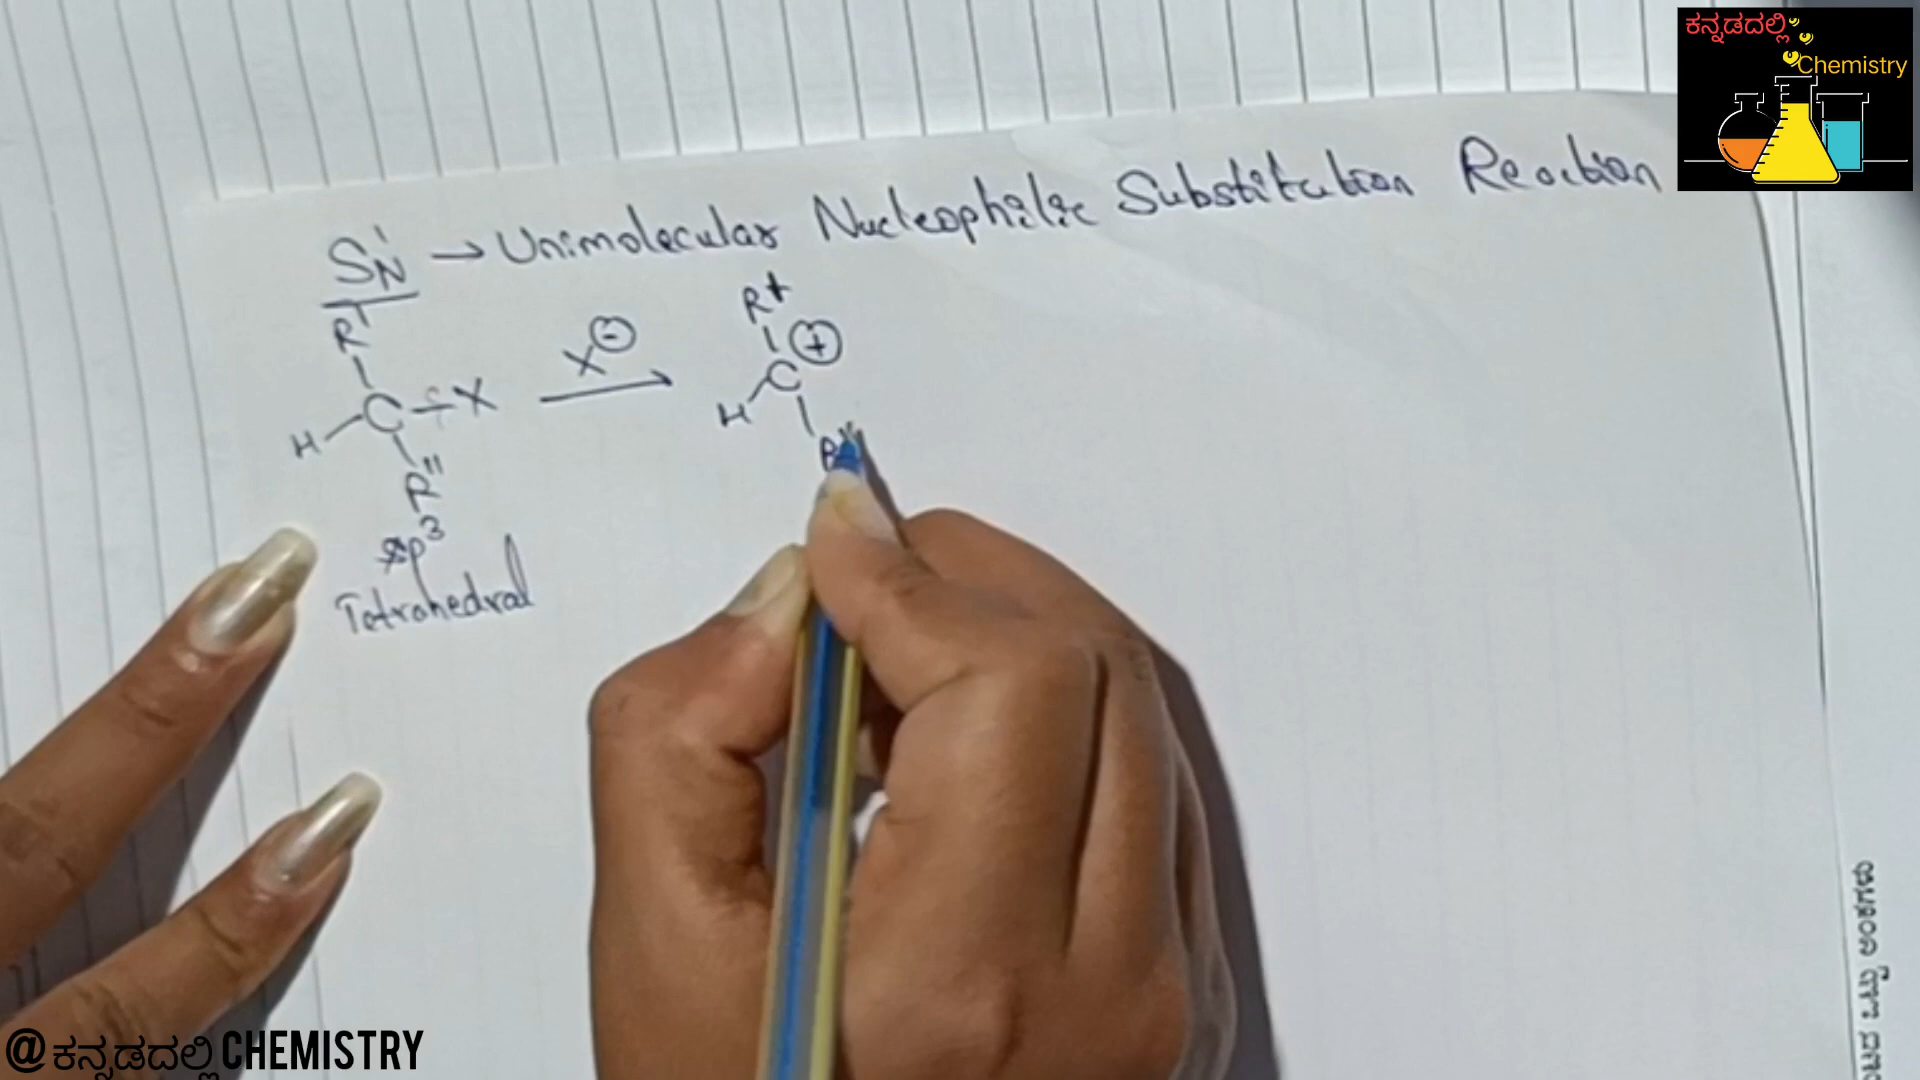 ಕನ್ನಡದಲ್ಲಿ
Chemistry
SN¹ → Unimolecular Nucleophilic Substitution Reaction
R' R⁺
X⊖ ⊕
H C X → H C
R"
sp³
Tetrahedral
@ಕನ್ನಡದಲ್ಲಿ CHEMISTRY